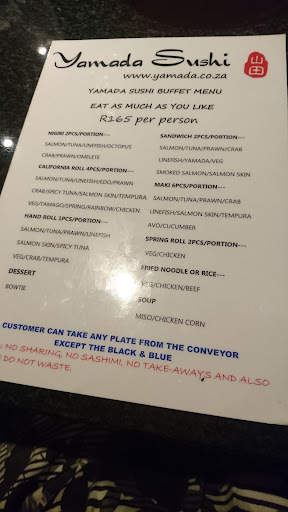 Yamada Sushi
山田
www.yamada.co.za
YAMADA SUSHI BUFFET MENU
EAT AS MUCH AS YOU LIKE
R165 per person
NIGIRI 2PCS/PORTION---
SALMON/TUNA/LINEFISH/OCTOPUS
CRAB/PRAWN/OMELETE
CALIFORNIA ROLL 4PCS/PORTION---
SALMON/TUNA/LINEFISH/EDO/PRAWN
CRAB/SPICY TUNA/SALMON SKIN/TEMPURA
VEG/TAMAGO/SPRING/RAINBOW/CHICKEN
HAND ROLL 1PCS/PORTION---
SALMON/TUNA/PRAWN/LINEFISH
SALMON SKIN/SPICY TUNA
VEG/CRAB/TEMPURA
DESSERT
BOWTIE
SANDWICH 2PCS/PORTION---
SALMON/TUNA/PRAWN/CRAB
LINEFISH/YAMADA/VEG
SMOKED SALMON/SALMON SKIN
MAKI 6PCS/PORTION---
SALMON/TUNA/PRAWN/CRAB
LINEFISH/SALMON SKIN/TEMPURA
AVO/CUCUMBER
SPRING ROLL 2PCS/PORTION---
VEG/CHICKEN
FRIED NOODLE OR RICE---
VEG/CHICKEN/BEEF
SOUP
MISO/CHICKEN CORN
CUSTOMER CAN TAKE ANY PLATE FROM THE CONVEYOR
EXCEPT THE BLACK & BLUE
NO SHARING, NO SASHIMI, NO TAKE-AWAYS AND ALSO
DO NOT WASTE.